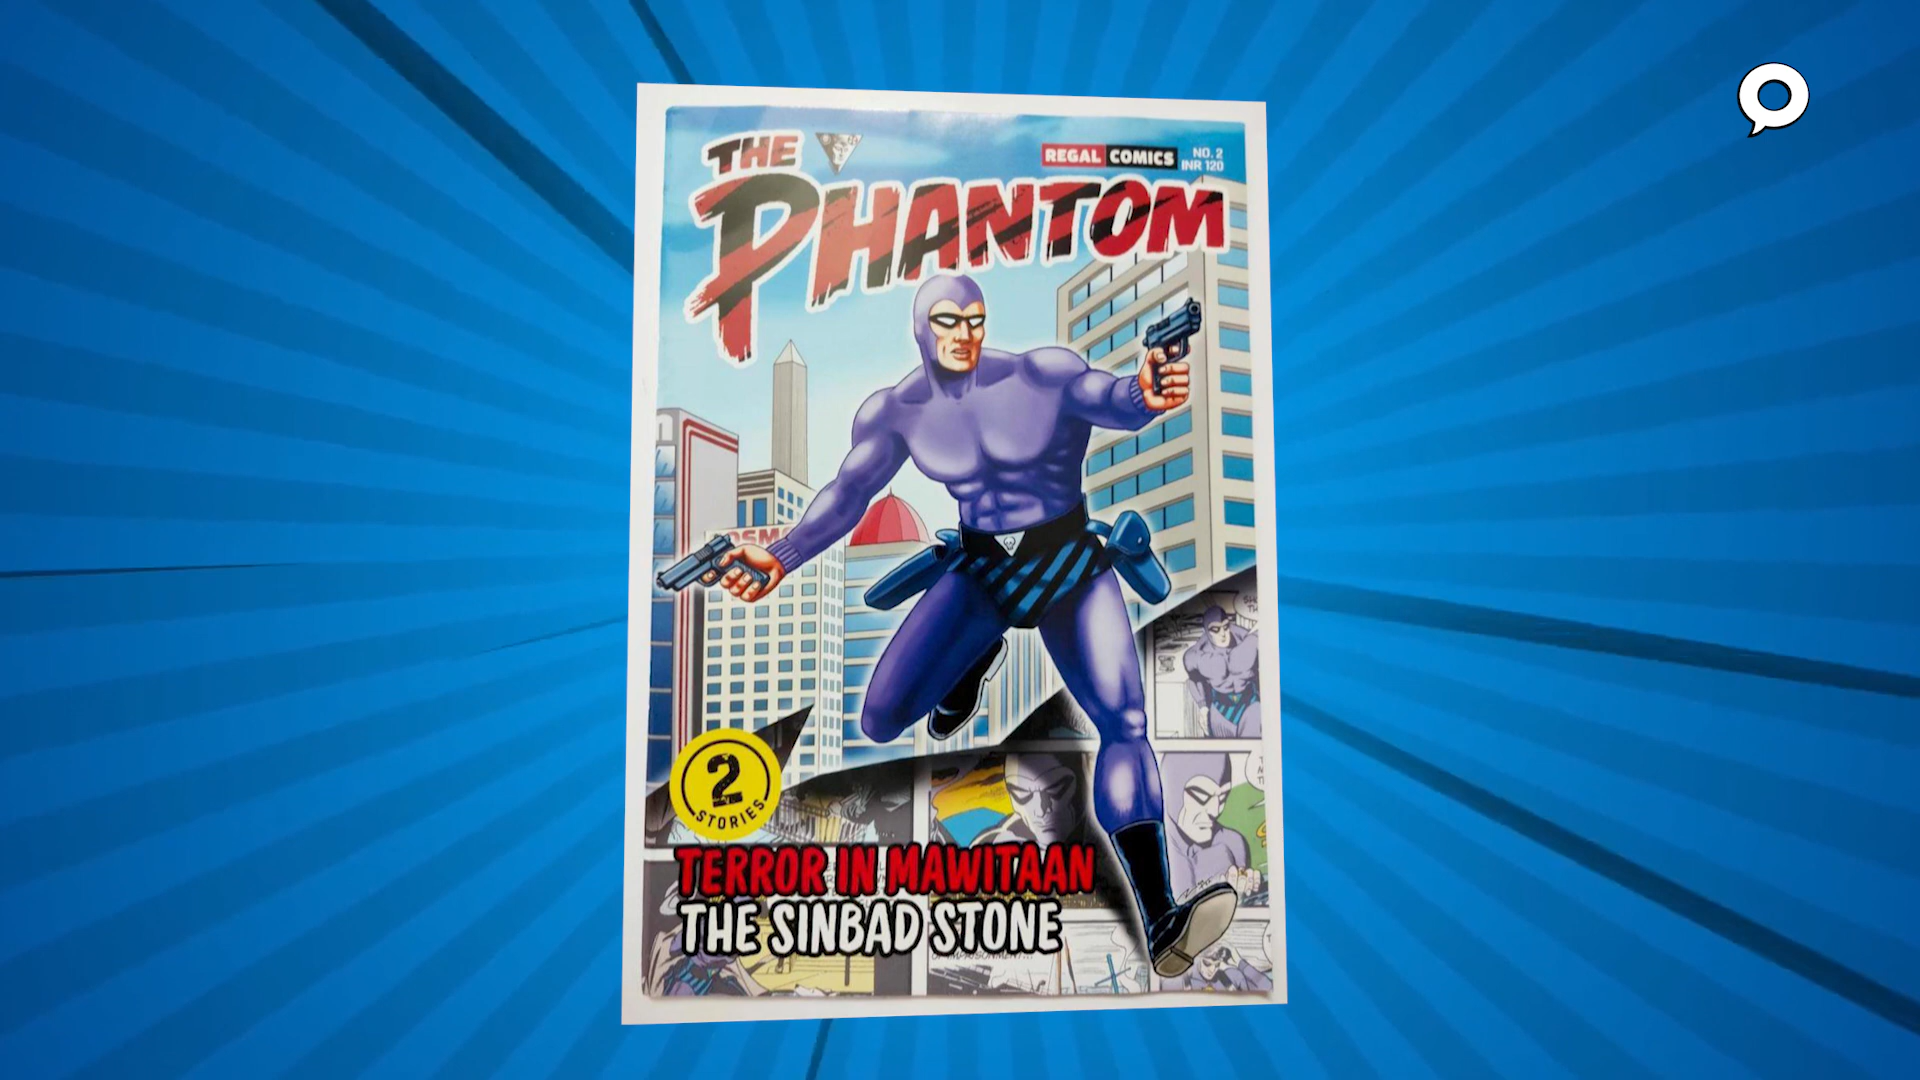 THE
PHANTOM
REGAL COMICS
NO. 2
INR 120
2
STORIES
TERROR IN MAWITAAN
THE SINBAD STONE